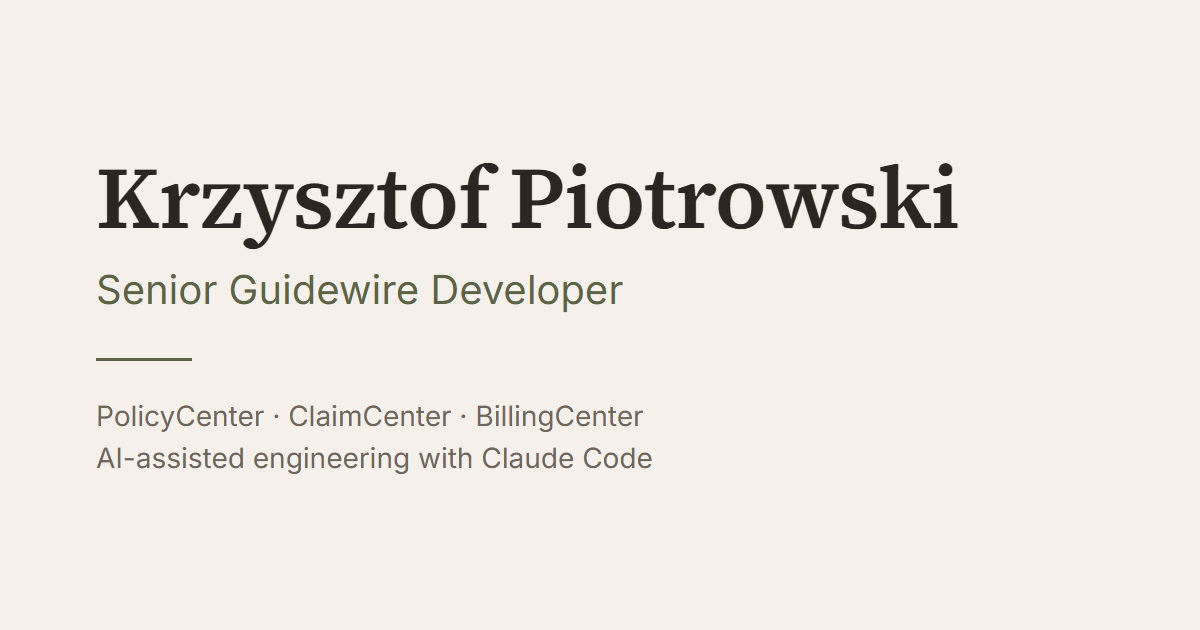 Krzysztof Piotrowski
Senior Guidewire Developer
PolicyCenter · ClaimCenter · BillingCenter
AI-assisted engineering with Claude Code